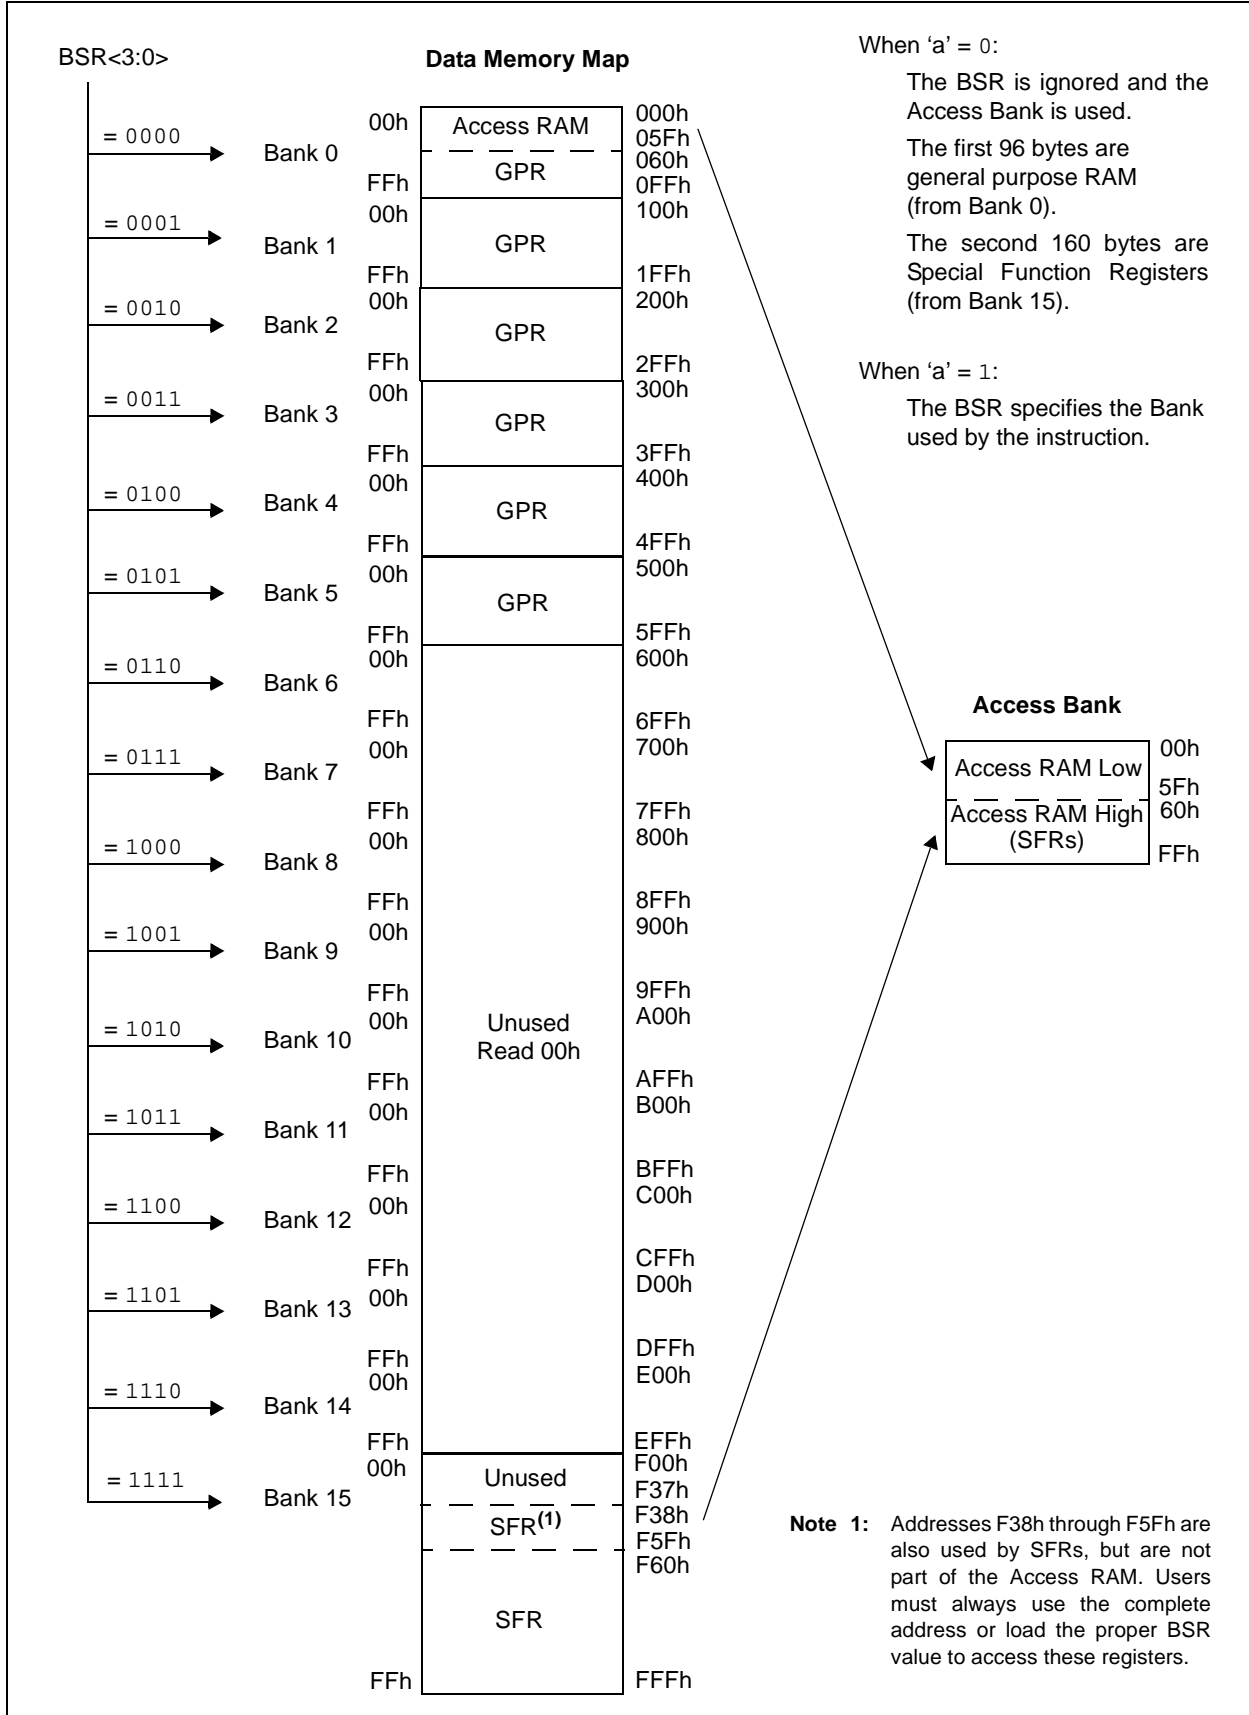 BSR<3:0>
Data Memory Map
When ‘a’ = 0:
The BSR is ignored and the
Access Bank is used.
The first 96 bytes are
general purpose RAM
(from Bank 0).
The second 160 bytes are
Special Function Registers
(from Bank 15).
When ‘a’ = 1:
The BSR specifies the Bank
used by the instruction.
= 0000
Bank 0
00h
Access RAM
000h
05Fh
060h
GPR
FFh
0FFh
= 0001
Bank 1
00h
100h
GPR
FFh
1FFh
= 0010
Bank 2
00h
200h
GPR
FFh
2FFh
= 0011
Bank 3
00h
300h
GPR
FFh
3FFh
= 0100
Bank 4
00h
400h
GPR
FFh
4FFh
= 0101
Bank 5
00h
500h
GPR
FFh
5FFh
= 0110
Bank 6
00h
600h
FFh
6FFh
= 0111
Bank 7
00h
700h
FFh
7FFh
= 1000
Bank 8
00h
800h
FFh
8FFh
= 1001
Bank 9
00h
900h
FFh
9FFh
= 1010
Bank 10
00h
A00h
Unused
Read 00h
FFh
AFFh
= 1011
Bank 11
00h
B00h
FFh
BFFh
= 1100
Bank 12
00h
C00h
FFh
CFFh
= 1101
Bank 13
00h
D00h
FFh
DFFh
= 1110
Bank 14
00h
E00h
FFh
EFFh
= 1111
Bank 15
00h
F00h
Unused
F37h
F38h
SFR(1)
F5Fh
F60h
SFR
FFh
FFFh
Access Bank
Access RAM Low
00h
5Fh
Access RAM High
(SFRs)
60h
FFh
Note 1: Addresses F38h through F5Fh are
also used by SFRs, but are not
part of the Access RAM. Users
must always use the complete
address or load the proper BSR
value to access these registers.